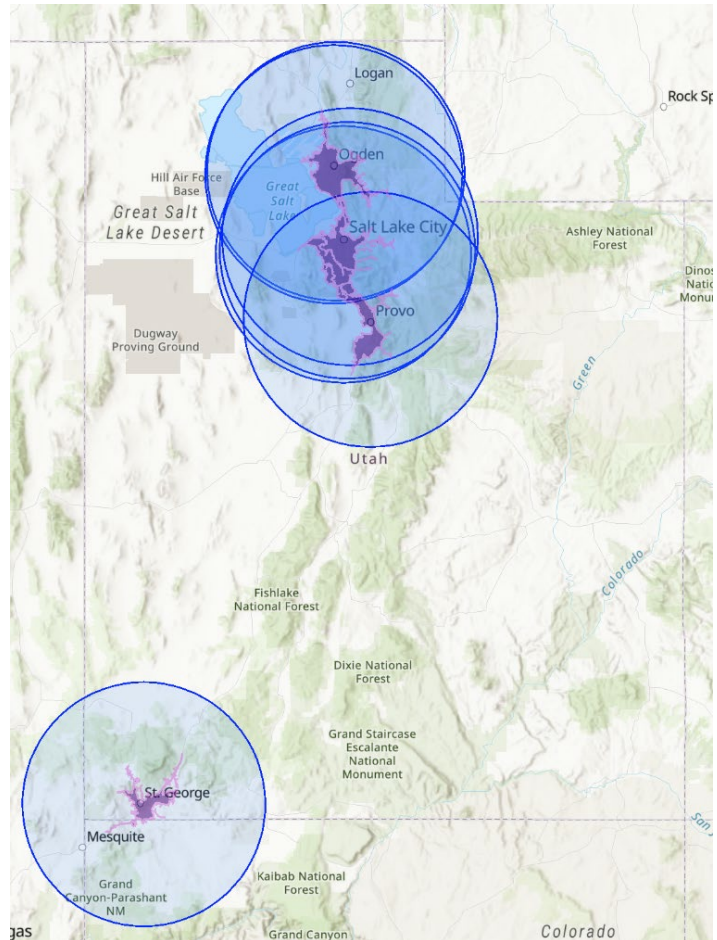 Logan
Rock Sp
Ogden
Hill Air Force
Base
Great
Salt
Lake
Great Salt
Lake Desert
Salt Lake City
Ashley National
Forest
Dinos
Natio
Monum
Provo
Dugway
Proving Ground
Green
Utah
Colorado
Fishlake
National Forest
Dixie National
Forest
Grand Staircase
Escalante
National
Monument
St. George
Mesquite
San J
Grand
Canyon-Parashant
NM
Kaibab National
Forest
gas
Grand Canyon
Colorado